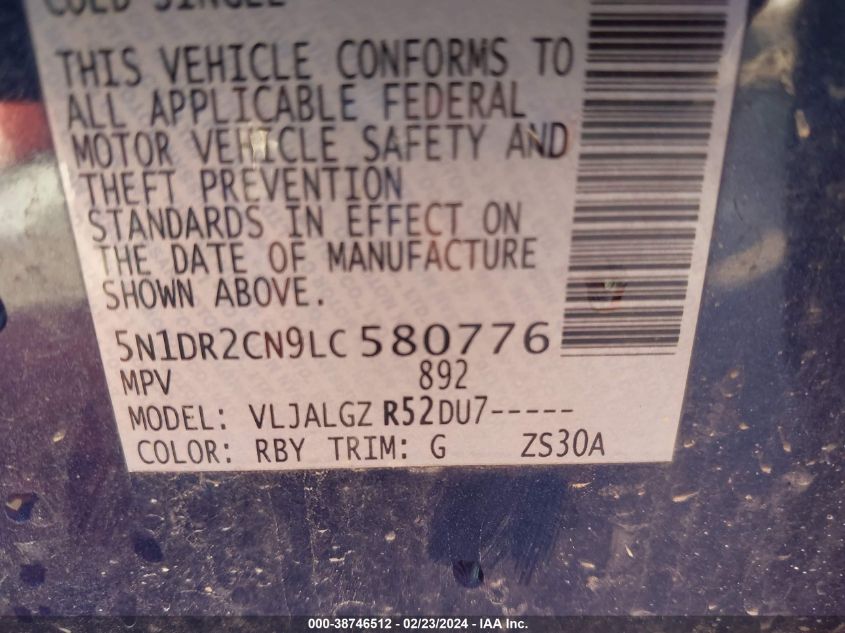 COLD SINGLE
THIS VEHICLE CONFORMS TO
ALL APPLICABLE FEDERAL
MOTOR VEHICLE SAFETY AND
THEFT PREVENTION
STANDARDS IN EFFECT ON
THE DATE OF MANUFACTURE
SHOWN ABOVE.
5N1DR2CN9LC 580776
MPV 892
MODEL: VLJALGZ R52DU7-----
COLOR: RBY TRIM: G ZS30A
000-38746512 - 02/23/2024 - IAA Inc.